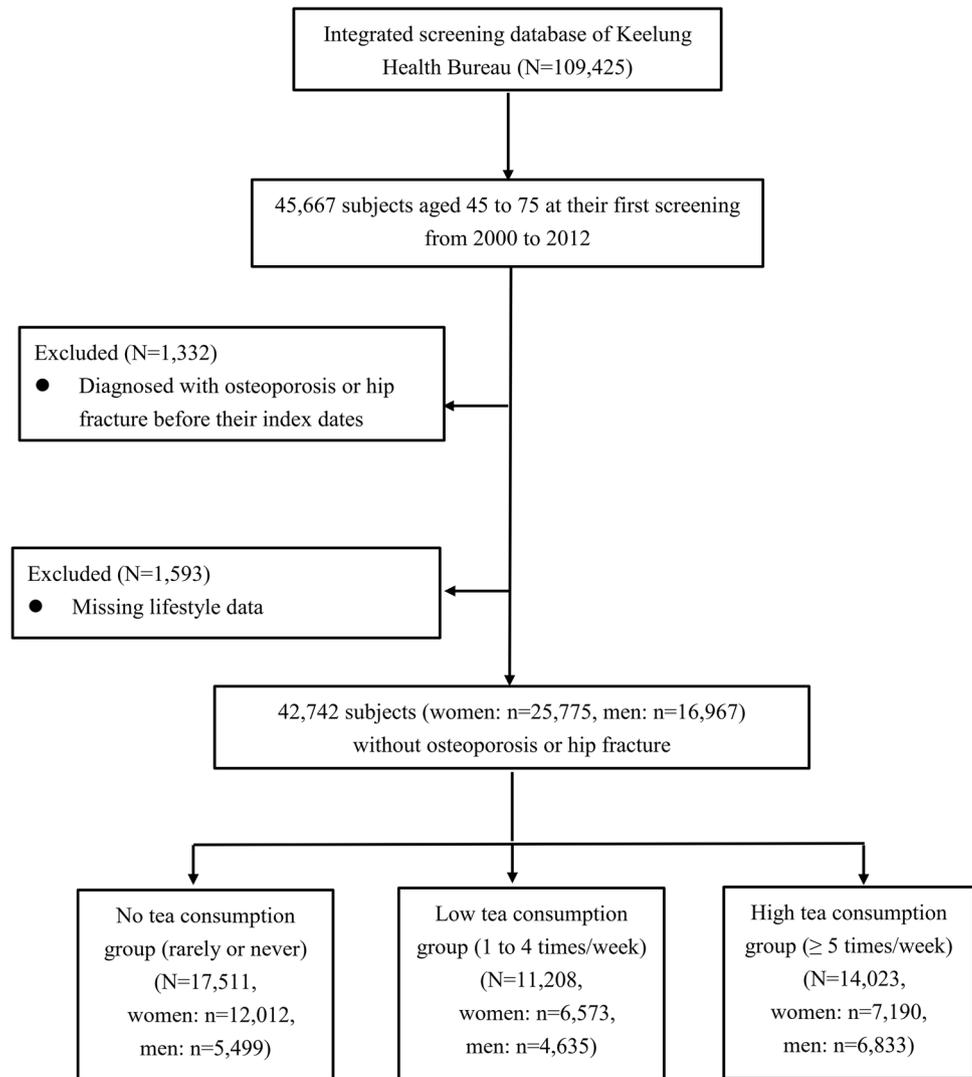 Integrated screening database of Keelung
Health Bureau (N=109,425)
45,667 subjects aged 45 to 75 at their first screening
from 2000 to 2012
Excluded (N=1,332)
● Diagnosed with osteoporosis or hip
fracture before their index dates
Excluded (N=1,593)
● Missing lifestyle data
42,742 subjects (women: n=25,775, men: n=16,967)
without osteoporosis or hip fracture
No tea consumption
group (rarely or never)
(N=17,511,
women: n=12,012,
men: n=5,499)
Low tea consumption
group (1 to 4 times/week)
(N=11,208,
women: n=6,573,
men: n=4,635)
High tea consumption
group (≥ 5 times/week)
(N=14,023,
women: n=7,190,
men: n=6,833)